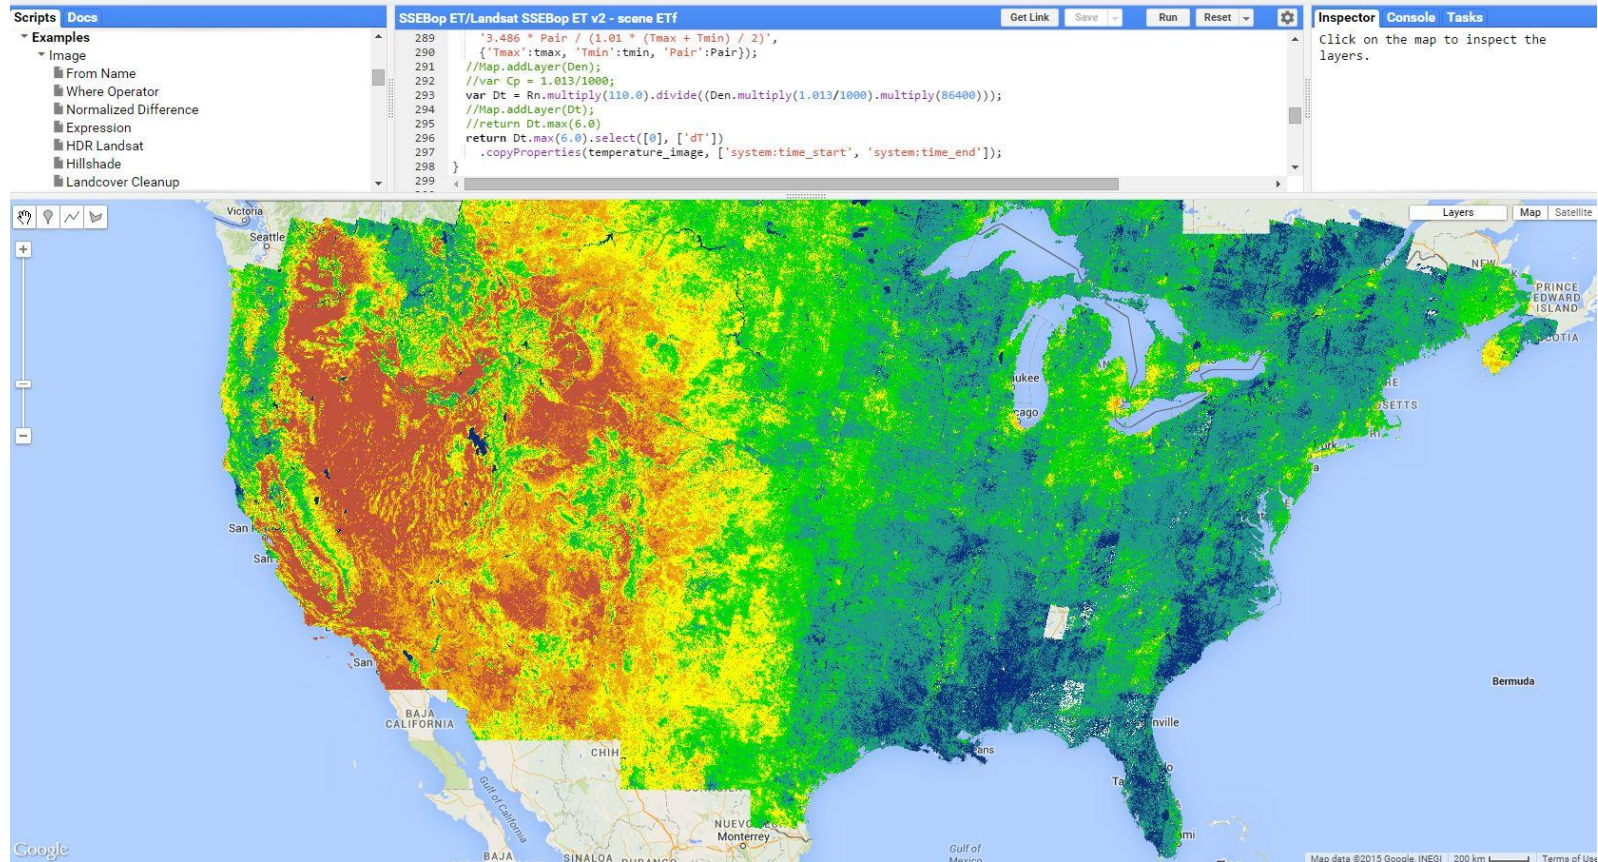 Scripts Docs
Examples
Image
From Name
Where Operator
Normalized Difference
Expression
HDR Landsat
Hillshade
Landcover Cleanup
SSEBop ET/Landsat SSEBop ET v2 - scene ETf
Get Link Save Run Reset
289 '3.486 * Pair / (1.01 * (Tmax + Tmin) / 2)',
290 {'Tmax':tmax, 'Tmin':tmin, 'Pair':Pair});
291 //Map.addLayer(Den);
292 //var Cp = 1.013/1000;
293 var Dt = Rn.multiply(110.0).divide((Den.multiply(1.013/1000).multiply(86400)));
294 //Map.addLayer(Dt);
295 //return Dt.max(6.0)
296 return Dt.max(6.0).select([0], ['dT'])
297 .copyProperties(temperature_image, ['system:time_start', 'system:time_end']);
298 }
299
Inspector Console Tasks
Click on the map to inspect the
layers.
Layers Map Satellite
Victoria
Seattle
NEW
PRINCE
EDWARD
ISLAND
SCOTIA
ukee
cago
RE
SETTS
RI
San
San
San
BAJA
CALIFORNIA
Gulf of California
CHIH
Bermuda
nville
ans
Ta
mi
NUEVO
Monterrey
Gulf of
Mexico
BAJA
SINALOA
DURANGO
Google
Map data ©2015 Google, INEGI 200 km Terms of Use